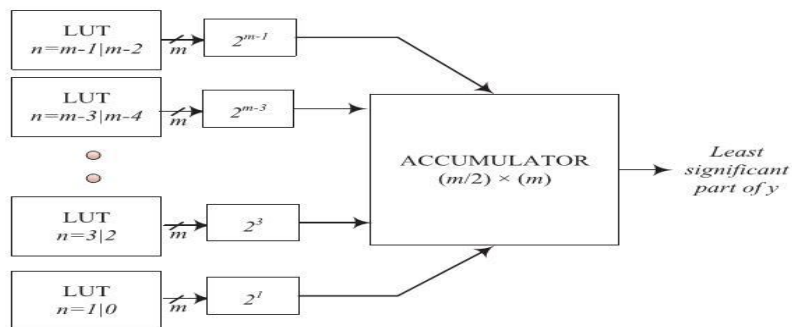 LUT
n=m-1|m-2
m
2^{m-1}
LUT
n=m-3|m-4
m
2^{m-3}
ACCUMULATOR
(m/2) × (m)
Least
significant
part of y
LUT
n=3|2
m
2^3
LUT
n=1|0
m
2^1